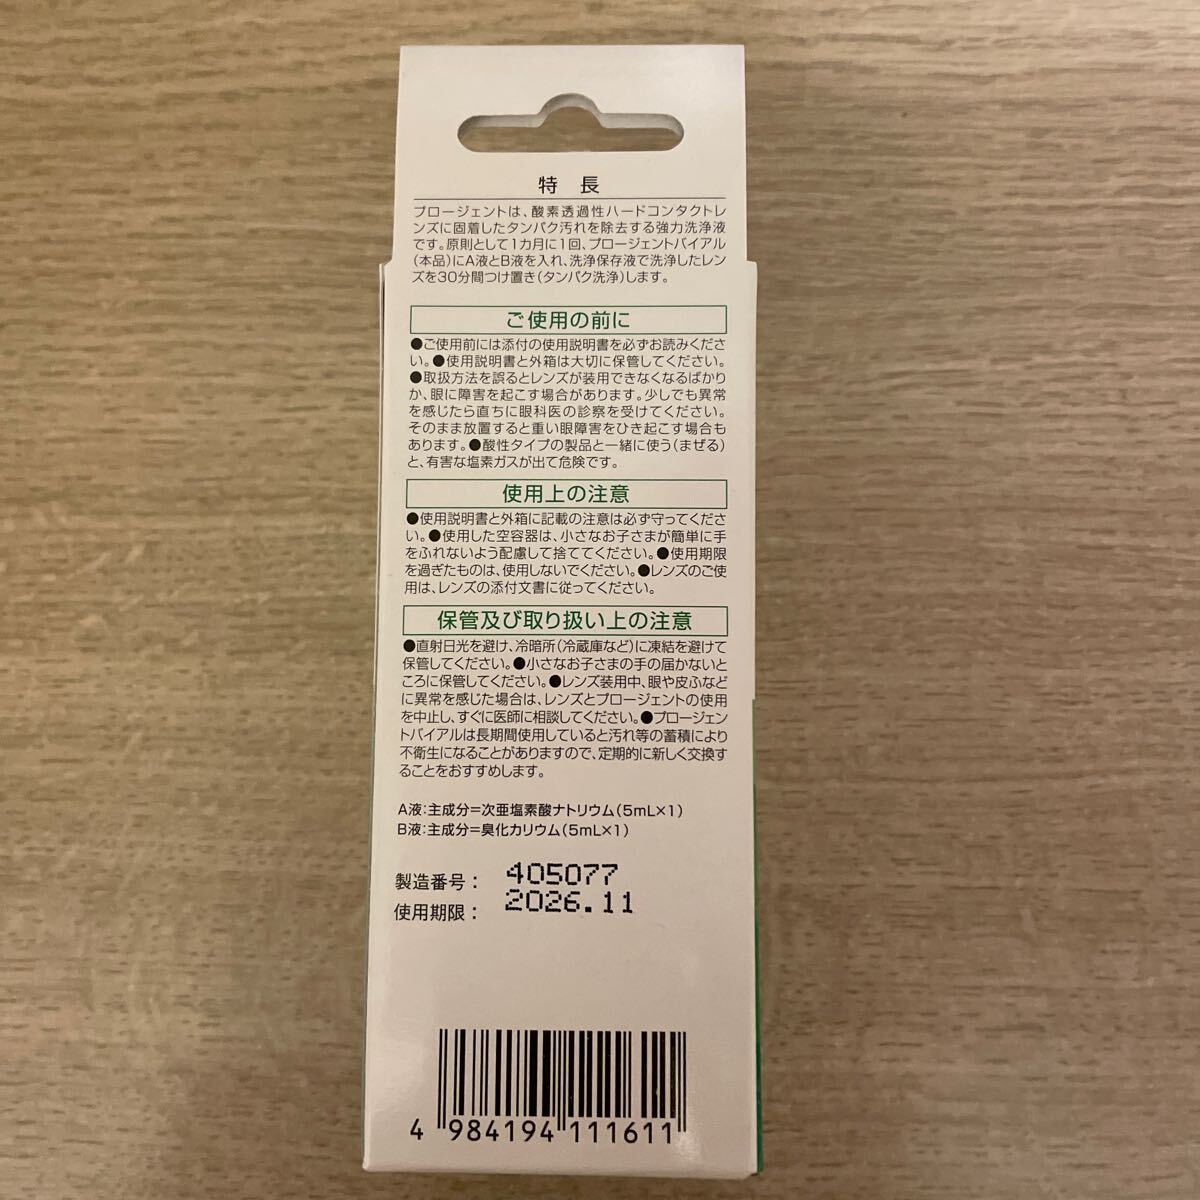 特 長
プロージェントは、酸素透過性ハードコンタクトレ
ンズに固着したタンパク汚れを除去する強力洗浄液
です。原則として1カ月に1回、プロージェントバイアル
(本品)にA液とB液を入れ、洗浄保存液で洗浄したレン
ズを30分間つけ置き(タンパク洗浄)します。
ご使用の前に
●ご使用前には添付の使用説明書を必ずお読みくださ
い。●使用説明書と外箱は大切に保管してください。
●取扱方法を誤るとレンズが装用できなくなるばかり
か、眼に障害を起こす場合があります。少しでも異常
を感じたら直ちに眼科医の診察を受けてください。
そのまま放置すると重い眼障害をひき起こす場合も
あります。●酸性タイプの製品と一緒に使う(まぜる)
と、有害な塩素ガスが出て危険です。
使用上の注意
●使用説明書と外箱に記載の注意は必ず守ってくださ
い。●使用した空容器は、小さなお子さまが簡単に手
をふれないよう配慮して捨ててください。●使用期限
を過ぎたものは、使用しないでください。●レンズのご使
用は、レンズの添付文書に従ってください。
保管及び取り扱い上の注意
●直射日光を避け、冷暗所(冷蔵庫など)に凍結を避けて
保管してください。●小さなお子さまの手の届かないと
ころに保管してください。●レンズ装用中、眼や皮ふなど
に異常を感じた場合は、レンズとプロージェントの使用
を中止し、すぐに医師に相談してください。●プロージェン
トバイアルは長期間使用していると汚れ等の蓄積により
不衛生になることがありますので、定期的に新しく交換す
ることをおすすめします。
A液:主成分=次亜塩素酸ナトリウム(5mL×1)
B液:主成分=臭化カリウム(5mL×1)
製造番号: 405077
使用期限: 2026.11
4 984194 111611